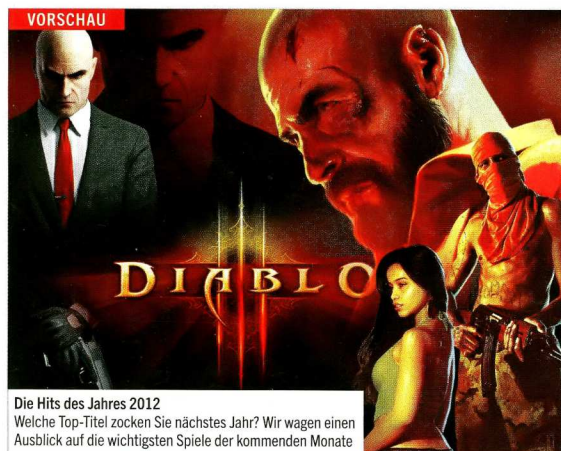 VORSCHAU
DIABLO
III
Die Hits des Jahres 2012
Welche Top-Titel zocken Sie nächstes Jahr? Wir wagen einen
Ausblick auf die wichtigsten Spiele der kommenden Monate